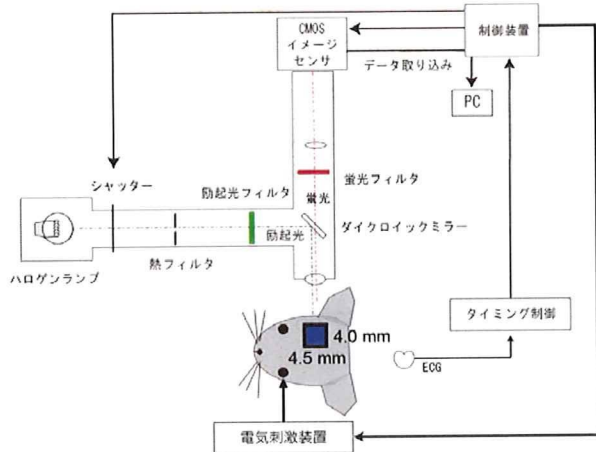 CMOS
イメージ
センサ
制御装置
データ取り込み
PC
シャッター
励起光フィルタ
蛍光フィルタ
蛍光
ダイクロイックミラー
励起光
ハロゲンランプ
熱フィルタ
タイミング制御
4.0 mm
4.5 mm
ECG
電気刺激装置